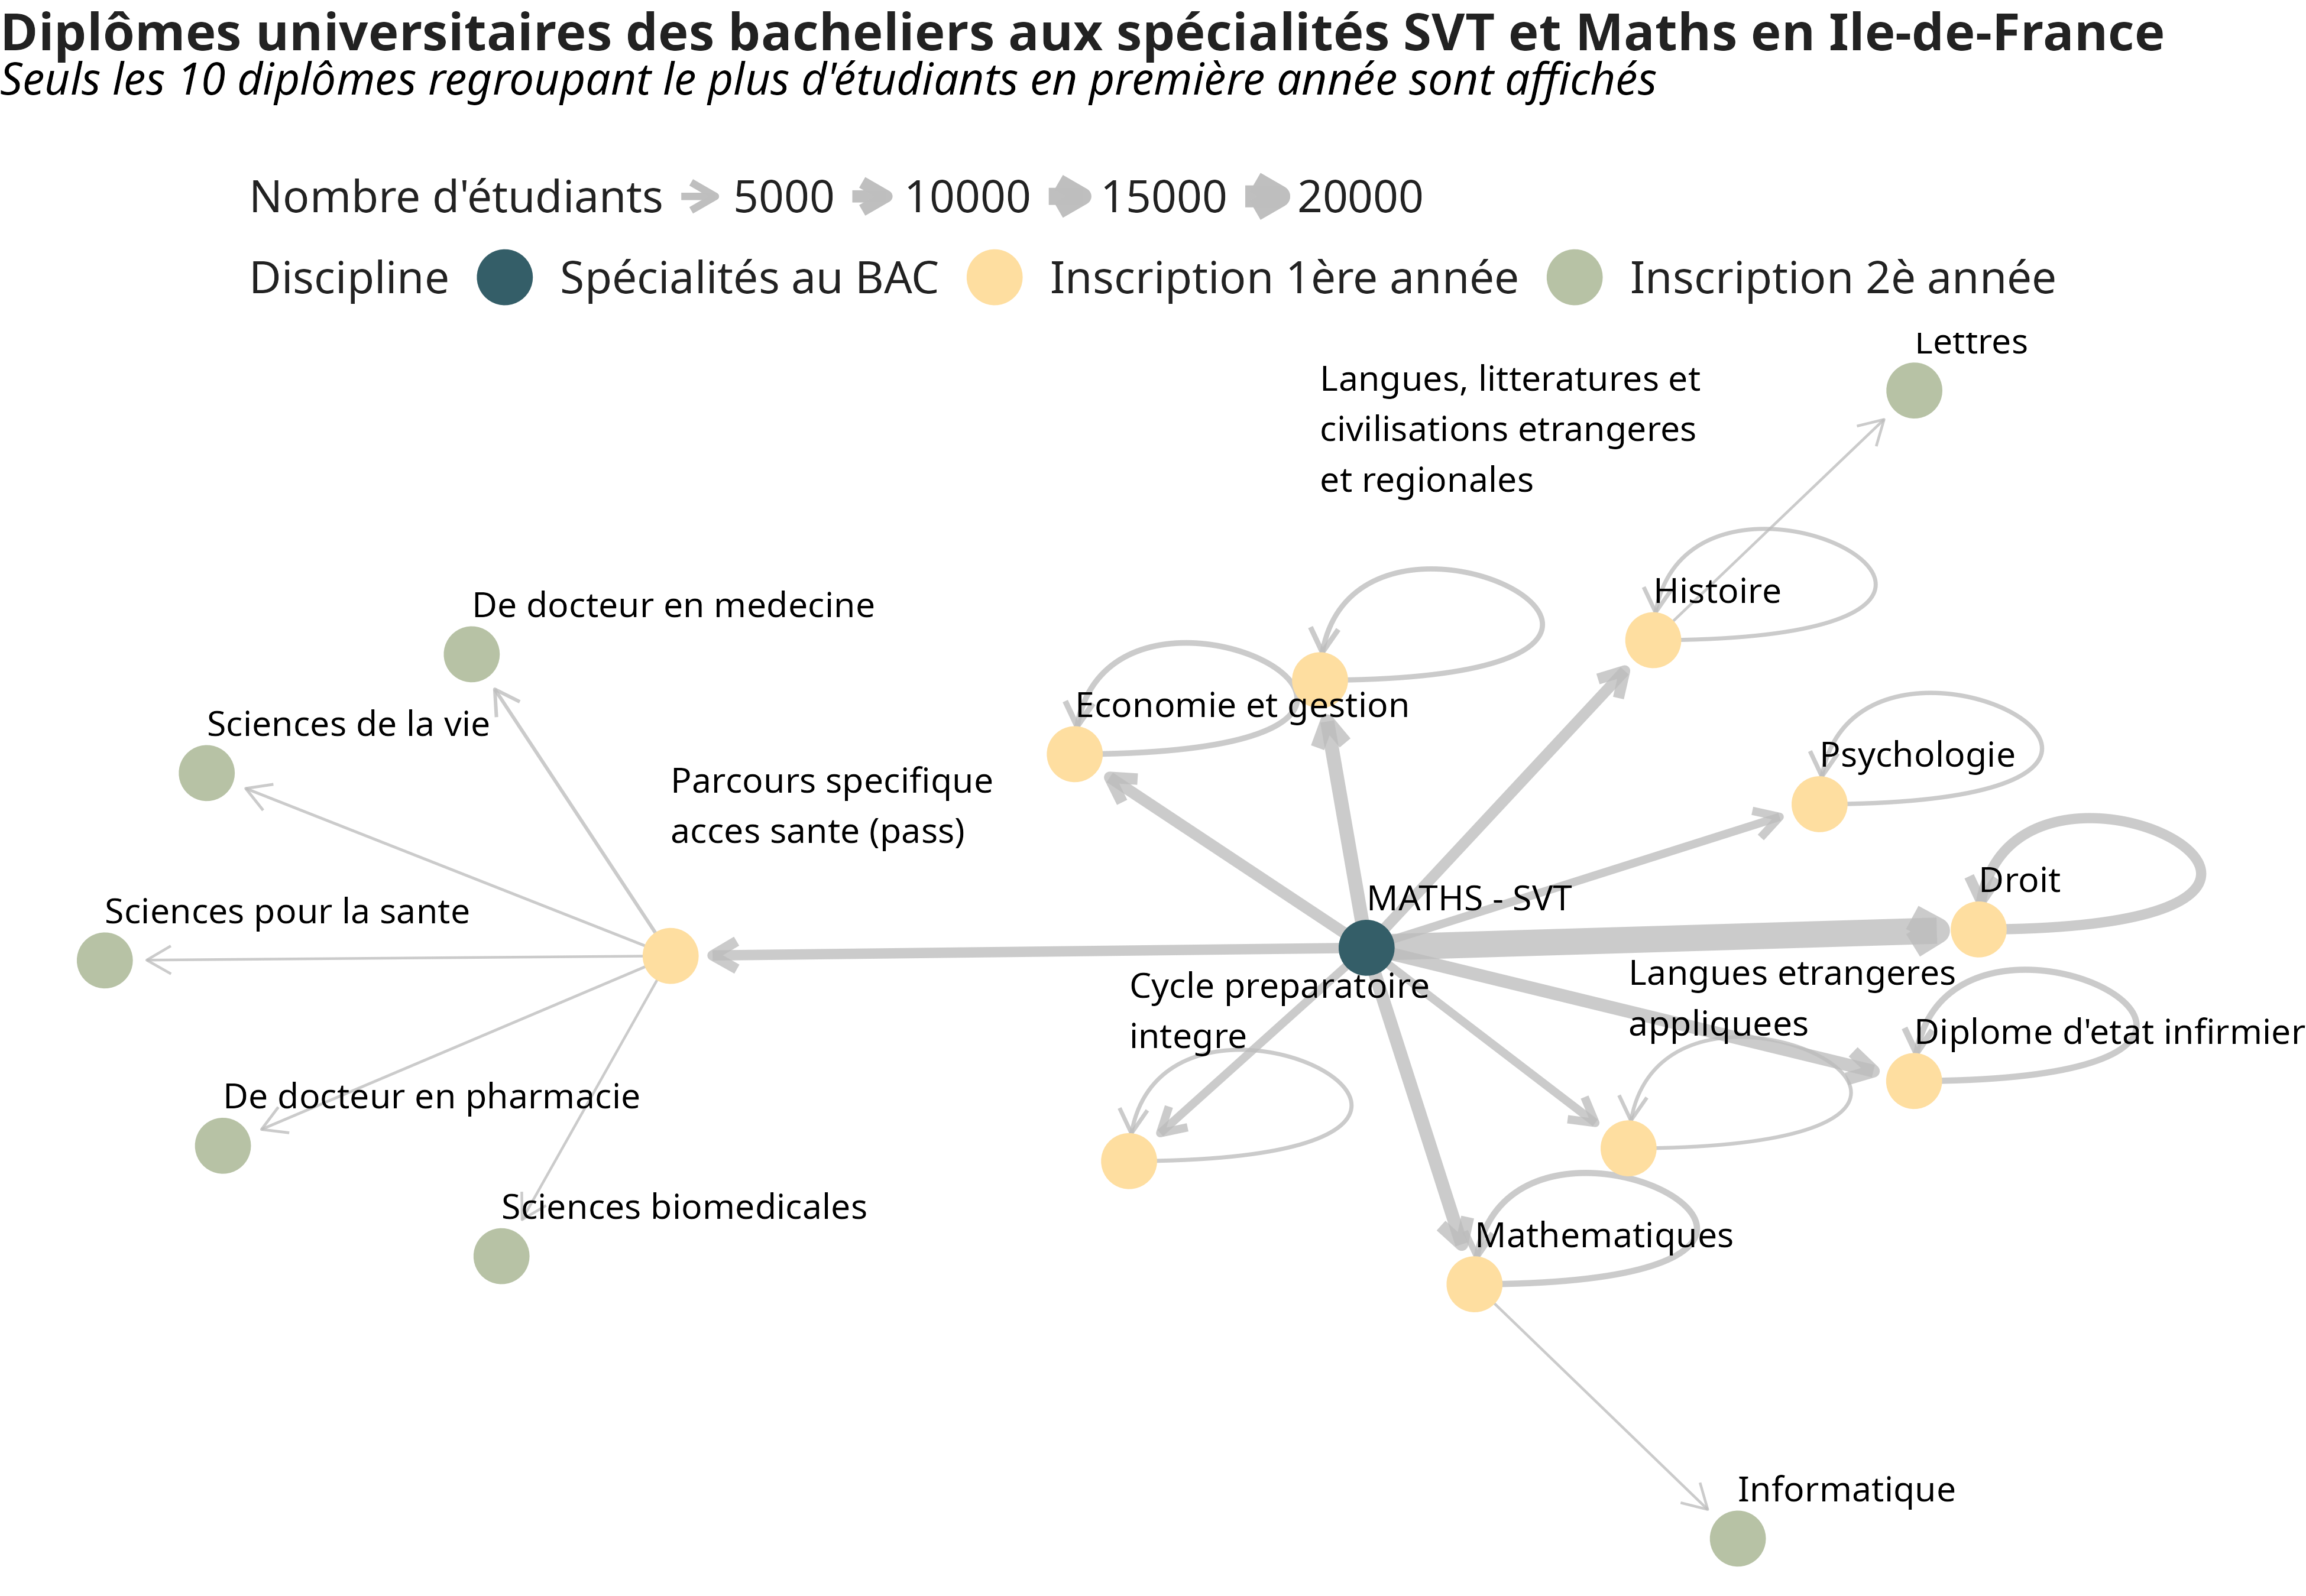 Diplômes universitaires des bacheliers aux spécialités SVT et Maths en Ile-de-France
Seuls les 10 diplômes regroupant le plus d'étudiants en première année sont affichés
Nombre d'étudiants 5000 10000 15000 20000
Discipline Spécialités au BAC Inscription 1ère année Inscription 2è année
Lettres
Langues, litteratures et
civilisations etrangeres
et regionales
Histoire
De docteur en medecine
Economie et gestion
Sciences de la vie
Psychologie
Parcours specifique
acces sante (pass)
Droit
MATHS - SVT
Sciences pour la sante
Langues etrangeres
appliquees
Cycle preparatoire
integre
Diplome d'etat infirmier
De docteur en pharmacie
Sciences biomedicales
Mathematiques
Informatique